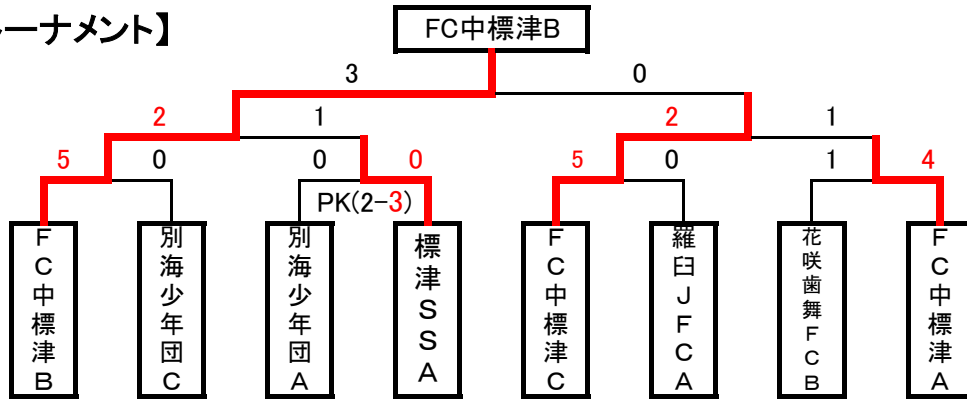 ーナメント】
FC中標津B
3 0
2 1 2 1
5 0 0 0 5 0 1 4
PK(2-3)
FC中標津B
別海少年団C
別海少年団A
標津SSA
FC中標津C
羅臼JFCA
花咲歯舞FCB
FC中標津A